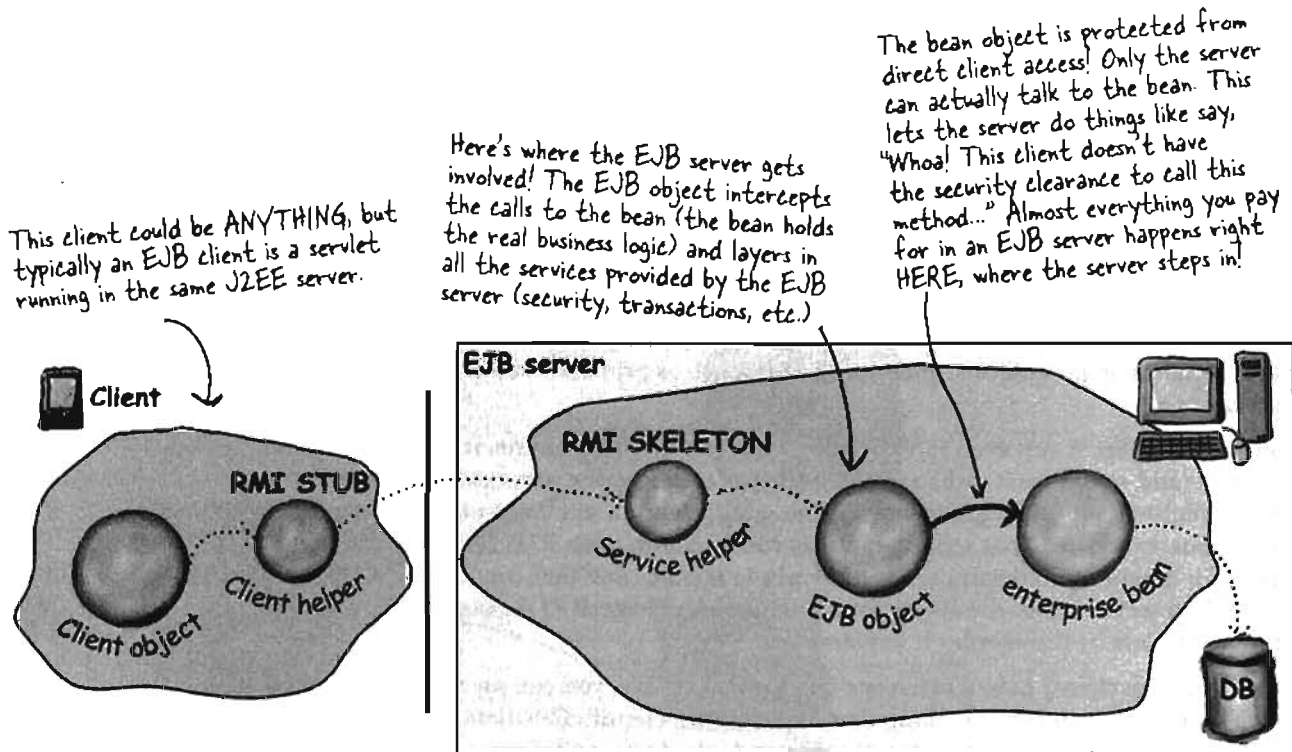 The bean object is protected from
direct client access! Only the server
can actually talk to the bean. This
lets the server do things like say,
"Whoa! This client doesn't have
the security clearance to call this
method..." Almost everything you pay
for in an EJB server happens right
HERE, where the server steps in!
Here's where the EJB server gets
involved! The EJB object intercepts
the calls to the bean (the bean holds
the real business logic) and layers in
all the services provided by the EJB
server (security, transactions, etc.)
This client could be ANYTHING, but
typically an EJB client is a servlet
running in the same J2EE server.
Client
RMI STUB
Client object
Client helper
EJB server
RMI SKELETON
Service helper
EJB object
enterprise bean
DB